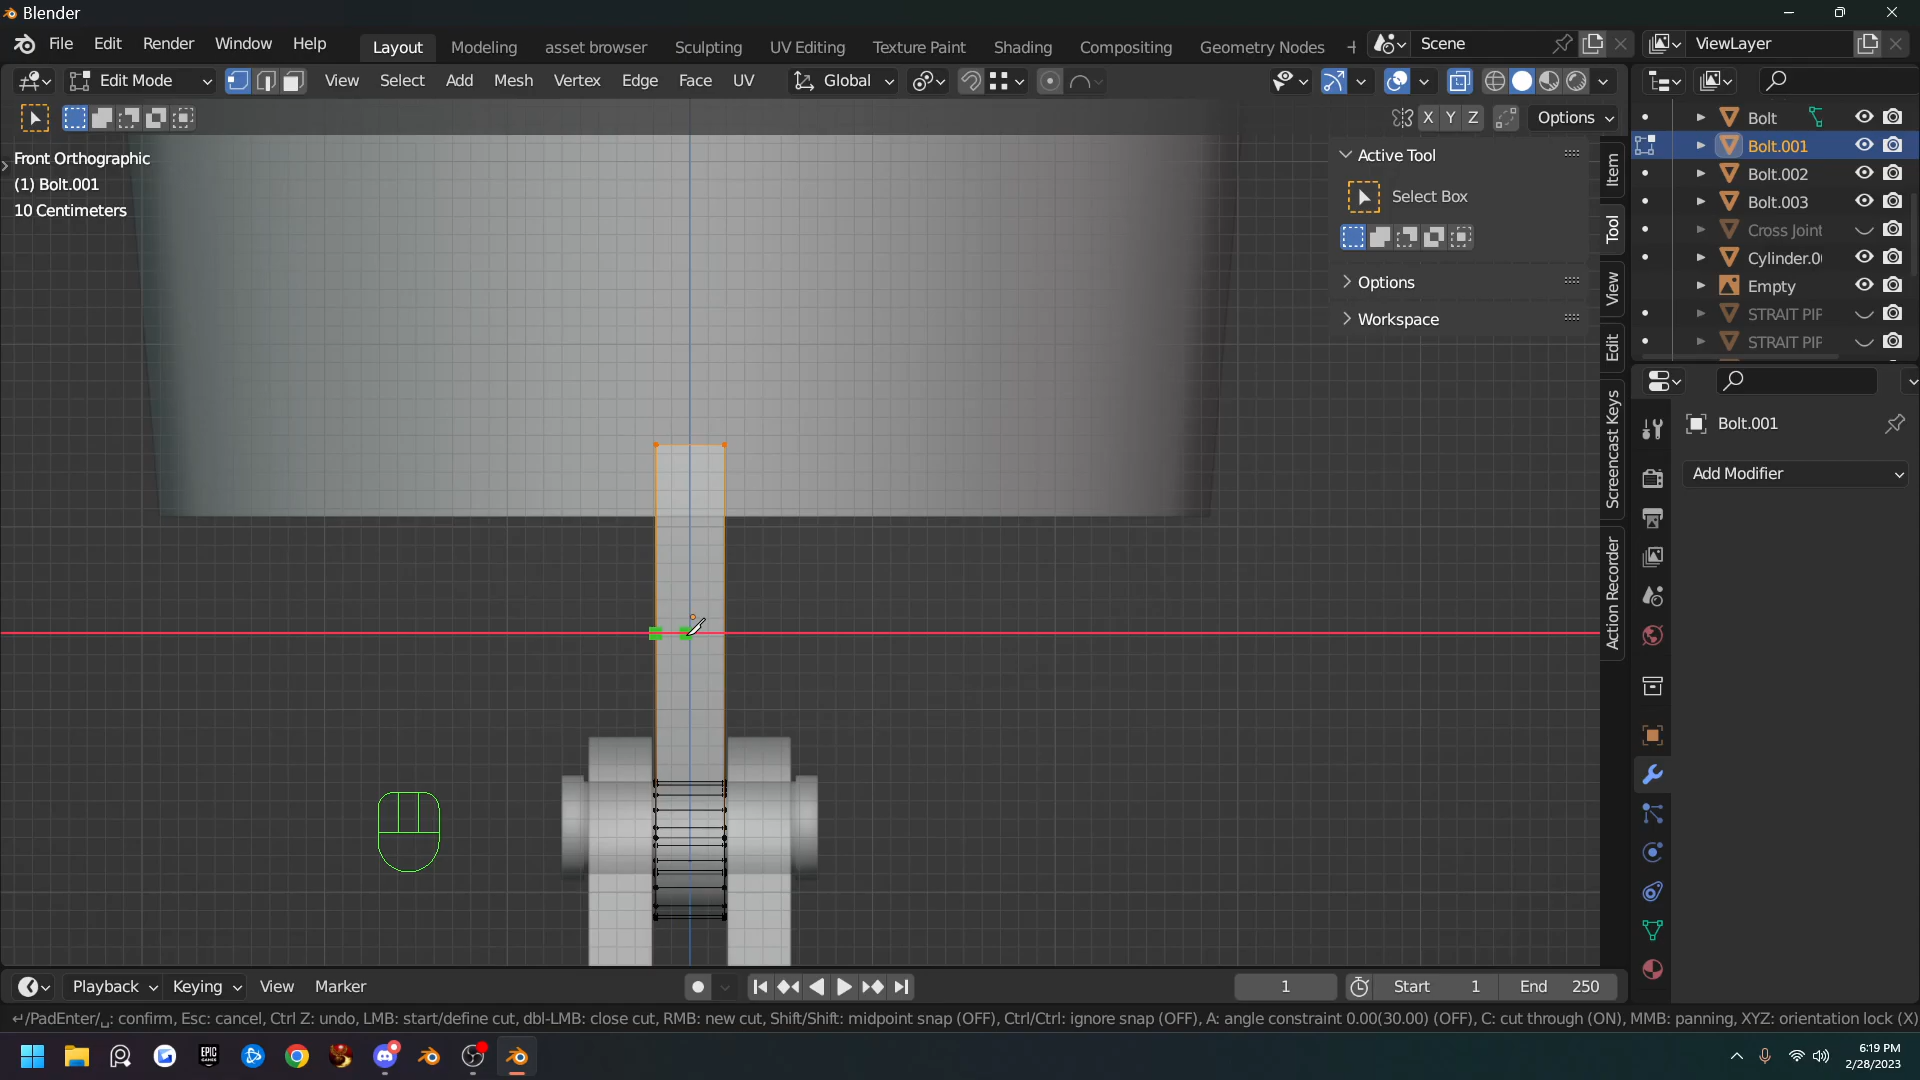 Blender
File Edit Render Window Help
Layout Modeling asset browser Sculpting UV Editing Texture Paint Shading Compositing Geometry Nodes
Scene
ViewLayer
Edit Mode View Select Add Mesh Vertex Edge Face UV Global
X Y Z Options
Front Orthographic
(1) Bolt.001
10 Centimeters
Active Tool
Select Box
Options
Workspace
Item
Tool
View
Edit
Screencast Keys
Action Recorder
Bolt
Bolt.001
Bolt.002
Bolt.003
Cross Joint
Cylinder.0
Empty
STRAIT PIP
STRAIT PIP
Bolt.001
Add Modifier
Playback Keying View Marker
1 Start 1 End 250
↵/PadEnter/␣: confirm, Esc: cancel, Ctrl Z: undo, LMB: start/define cut, dbl-LMB: close cut, RMB: new cut, Shift/Shift: midpoint snap (OFF), Ctrl/Ctrl: ignore snap (OFF), A: angle constraint 0.00(30.00) (OFF), C: cut through (ON), MMB: panning, XYZ: orientation lock (X)
EPIC GAMES
6:19 PM
2/28/2023